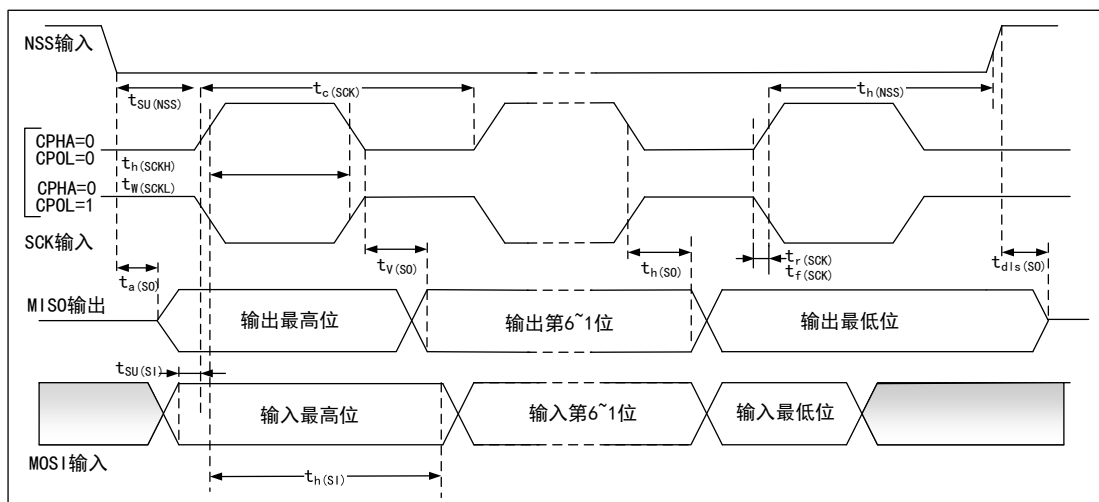 NSS输入
tSU(NSS)
tc(SCK)
th(NSS)
CPHA=0
CPOL=0
th(SCKH)
CPHA=0
CPOL=1
tW(SCKL)
SCK输入
ta(SO)
tV(SO)
th(SO)
tr(SCK)
tf(SCK)
tdis(SO)
MISO输出
输出最高位
输出第6~1位
输出最低位
tSU(SI)
输入最高位
输入第6~1位
输入最低位
MOSI输入
th(SI)